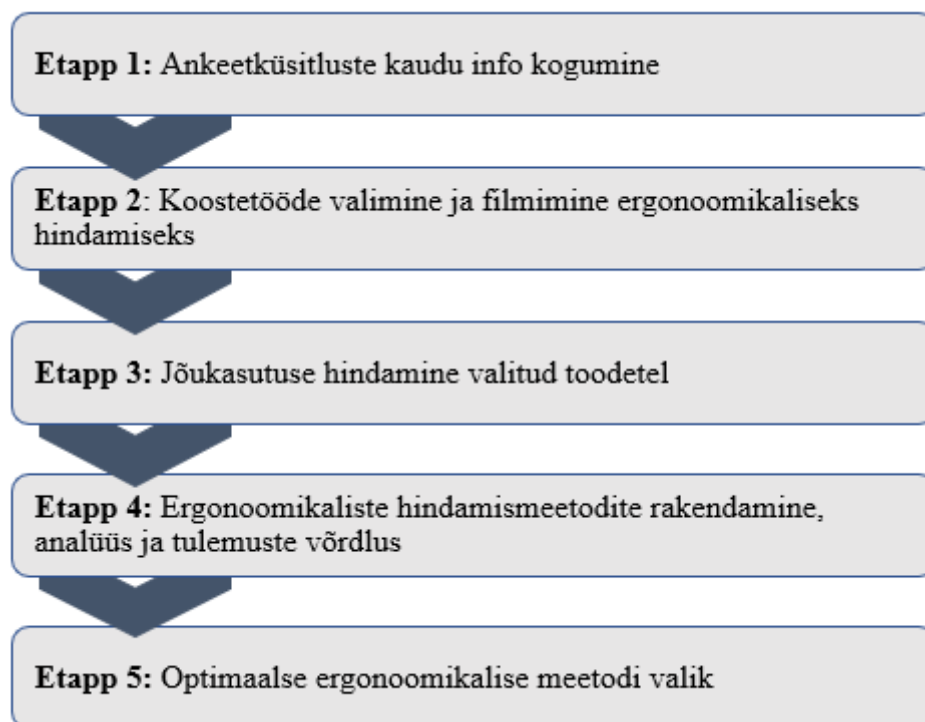 Etapp 1: Ankeetküsitluste kaudu info kogumine
Etapp 2: Koostetööde valimine ja filmimine ergonoomikaliseks
hindamiseks
Etapp 3: Jõukasutuse hindamine valitud toodetel
Etapp 4: Ergonoomikaliste hindamismeetodite rakendamine,
analüüs ja tulemuste võrdlus
Etapp 5: Optimaalse ergonoomikalise meetodi valik